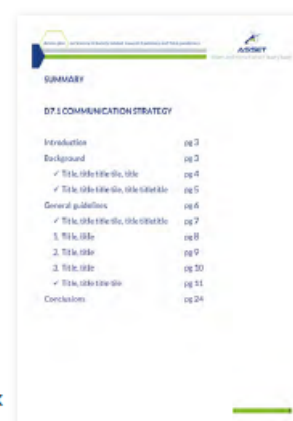 ASSET
SUMMARY
D7.1 COMMUNICATION STRATEGY
Introduction pg 3
Background pg 3
✓ Title, title title tile, title pg 4
✓ Title, title title tile, title titletitle pg 5
General guidelines pg 6
✓ Title, title title tile, title titletitle pg 7
1. Title, title pg 8
2. Title, title pg 9
3. Title, title pg 10
✓ Title, title title tile pg 11
Conclusions pg 24